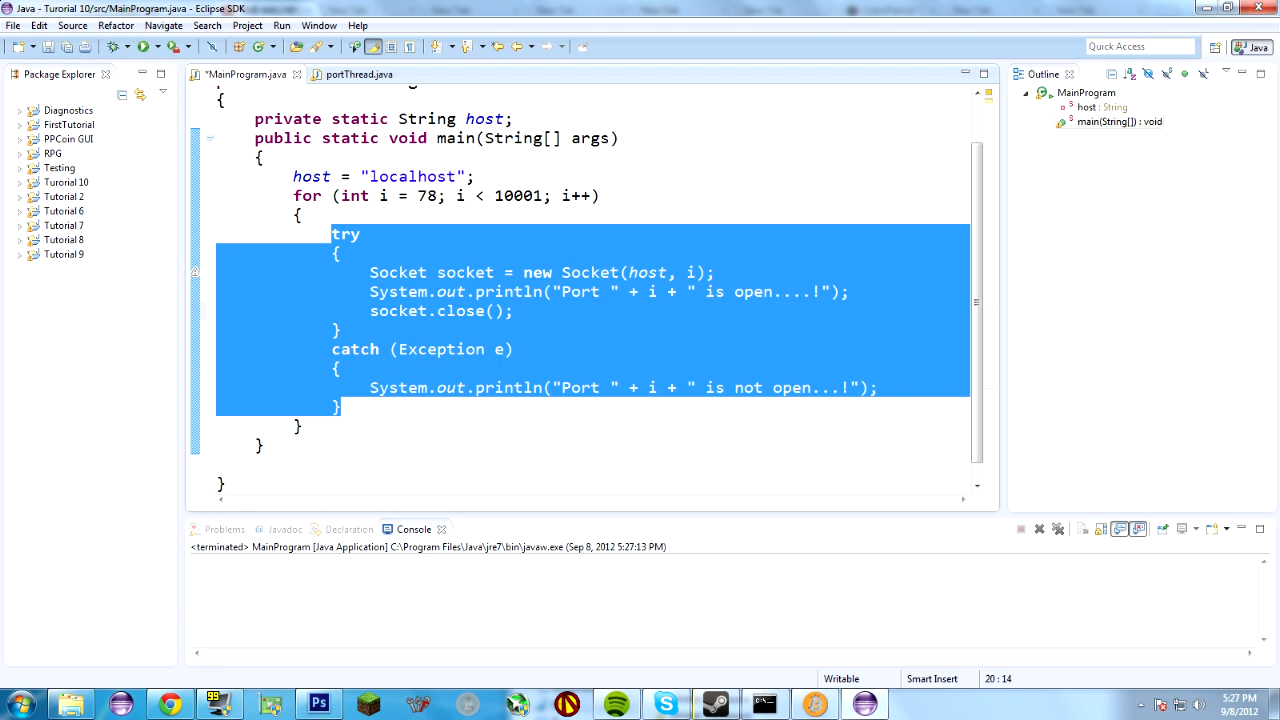 Java - Tutorial 10/src/MainProgram.java - Eclipse SDK
File Edit Source Refactor Navigate Search Project Run Window Help
Quick Access
Java
Package Explorer
*MainProgram.java
portThread.java
Outline
Diagnostics
FirstTutorial
PPCoin GUI
RPG
Testing
Tutorial 10
Tutorial 2
Tutorial 6
Tutorial 7
Tutorial 8
Tutorial 9
{
private static String host;
public static void main(String[] args)
{
host = "localhost";
for (int i = 78; i < 10001; i++)
{
try
{
Socket socket = new Socket(host, i);
System.out.println("Port " + i + " is open....!");
socket.close();
}
catch (Exception e)
{
System.out.println("Port " + i + " is not open...!");
}
}
}
}
MainProgram
host : String
main(String[]) : void
Problems
@ Javadoc
Declaration
Console
<terminated> MainProgram [Java Application] C:\Program Files\Java\jre7\bin\javaw.exe (Sep 8, 2012 5:27:13 PM)
Writable
Smart Insert
20 : 14
99
Ps
5:27 PM
9/8/2012